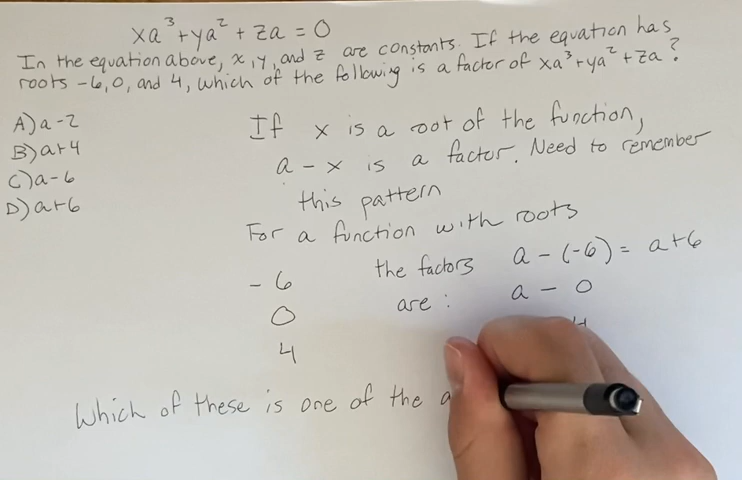 xa³+ya²+za=0
In the equation above, x,y, and z are constants. If the equation has
roots -6,0, and 4, which of the following is a factor of xa³+ya²+za?
A) a-2
B) a+4
C) a-6
D) a+6
If x is a root of the function,
a-x is a factor. Need to remember
this pattern
For a function with roots
-6
0
4
the factors
are:
a-(-6)= a+6
a-0
4
Which of these is one of the a